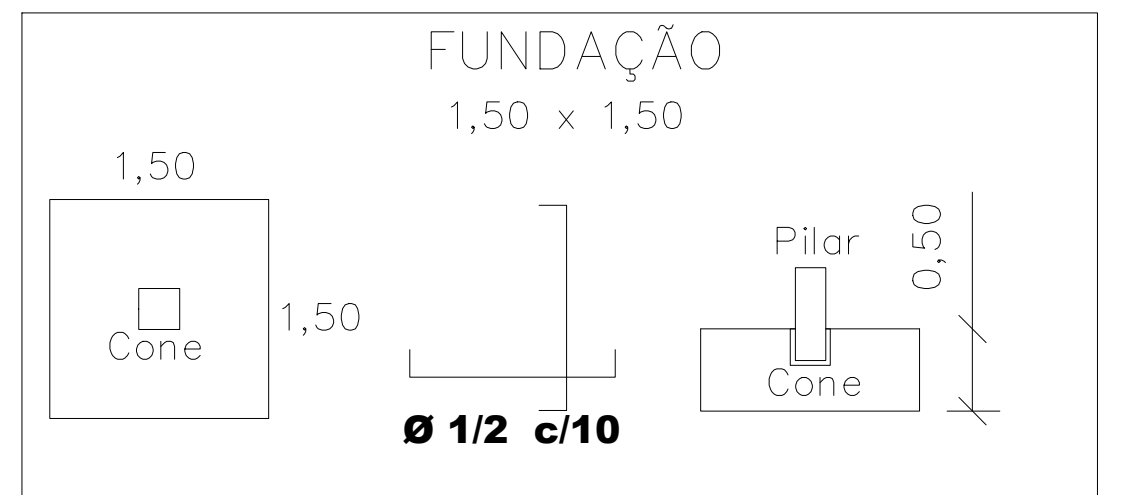 FUNDAÇÃO
1,50 x 1,50
1,50
1,50
Cone
Ø 1/2 c/10
Pilar
Cone
0,50